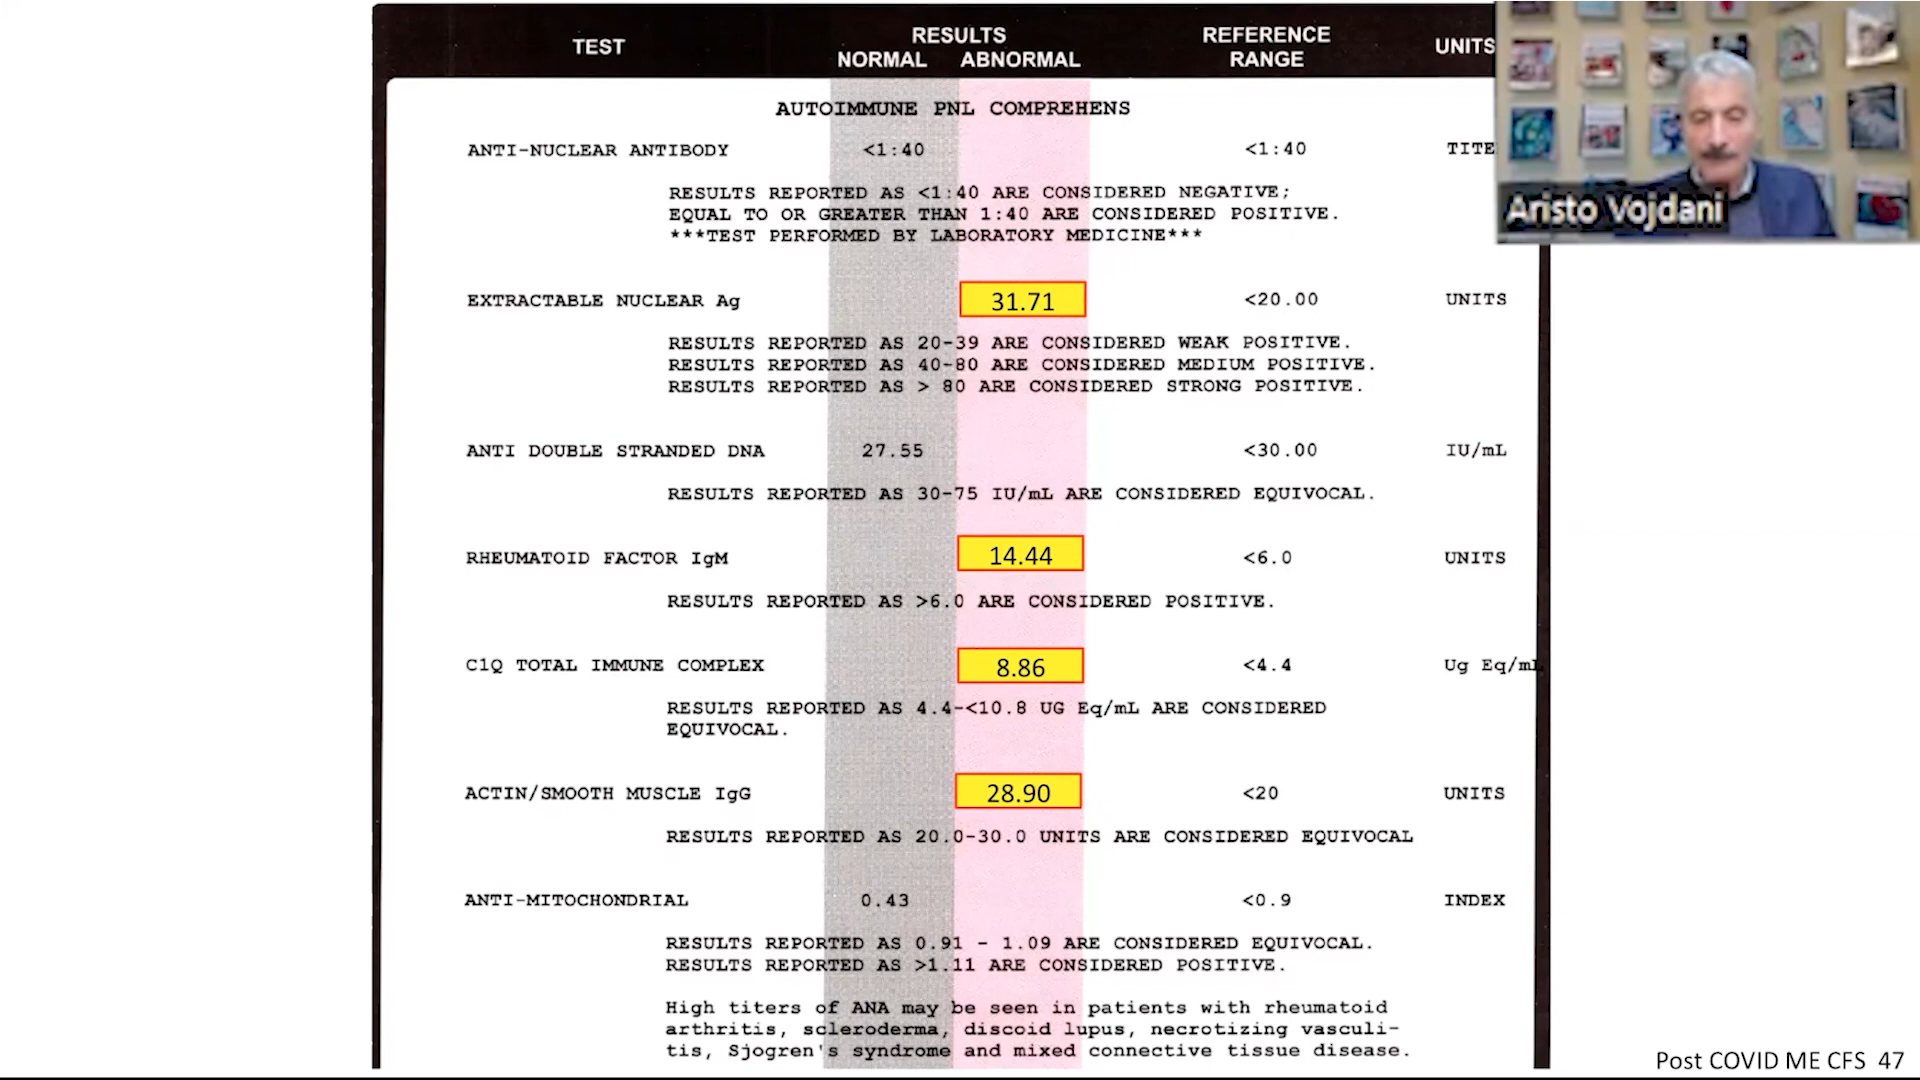 TEST RESULTS REFERENCE RANGE UNITS
NORMAL ABNORMAL
AUTOIMMUNE PNL COMPREHENS
ANTI-NUCLEAR ANTIBODY <1:40 <1:40 TITE
RESULTS REPORTED AS <1:40 ARE CONSIDERED NEGATIVE;
EQUAL TO OR GREATER THAN 1:40 ARE CONSIDERED POSITIVE.
***TEST PERFORMED BY LABORATORY MEDICINE***
Aristo Vojdani
EXTRACTABLE NUCLEAR Ag 31.71 <20.00 UNITS
RESULTS REPORTED AS 20-39 ARE CONSIDERED WEAK POSITIVE.
RESULTS REPORTED AS 40-80 ARE CONSIDERED MEDIUM POSITIVE.
RESULTS REPORTED AS > 80 ARE CONSIDERED STRONG POSITIVE.
ANTI DOUBLE STRANDED DNA 27.55 <30.00 IU/mL
RESULTS REPORTED AS 30-75 IU/mL ARE CONSIDERED EQUIVOCAL.
RHEUMATOID FACTOR IgM 14.44 <6.0 UNITS
RESULTS REPORTED AS >6.0 ARE CONSIDERED POSITIVE.
C1Q TOTAL IMMUNE COMPLEX 8.86 <4.4 Ug Eq/mL
RESULTS REPORTED AS 4.4-<10.8 UG Eq/mL ARE CONSIDERED
EQUIVOCAL.
ACTIN/SMOOTH MUSCLE IgG 28.90 <20 UNITS
RESULTS REPORTED AS 20.0-30.0 UNITS ARE CONSIDERED EQUIVOCAL
ANTI-MITOCHONDRIAL 0.43 <0.9 INDEX
RESULTS REPORTED AS 0.91 - 1.09 ARE CONSIDERED EQUIVOCAL.
RESULTS REPORTED AS >1.11 ARE CONSIDERED POSITIVE.
High titers of ANA may be seen in patients with rheumatoid
arthritis, scleroderma, discoid lupus, necrotizing vasculi-
tis, Sjogren's syndrome and mixed connective tissue disease.
Post COVID ME CFS 47